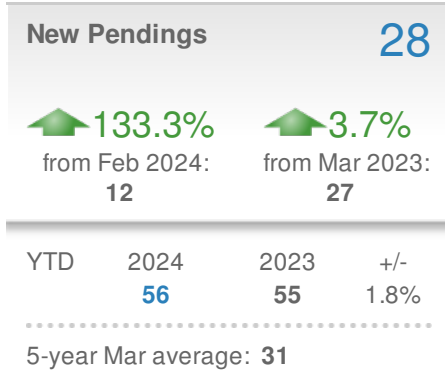 New Pendings 28
133.3% 3.7%
from Feb 2024: from Mar 2023:
12 27
YTD 2024 2023 +/-
56 55 1.8%
5-year Mar average: 31